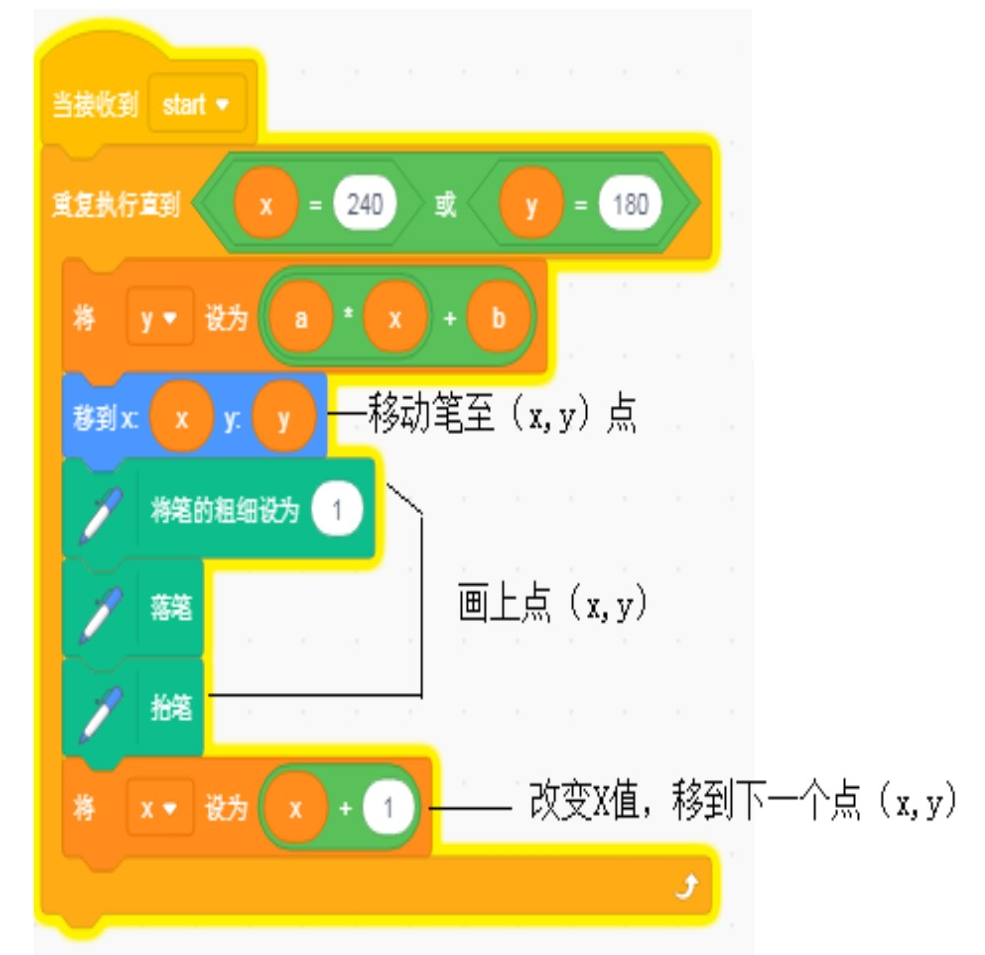 当接收到 start
重复执行直到 x = 240 或 y = 180
将 y 设为 a * x + b
移到x: x y: y 移动笔至（x,y）点
将笔的粗细设为 1
落笔 画上点（x,y）
抬笔
将 x 设为 x + 1 改变X值，移到下一个点（x,y）